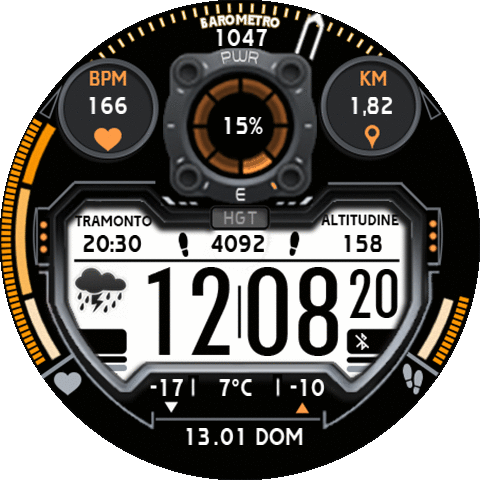 BAROMETRO
1047
PWR
BPM
166
15%
KM
1,82
E
HGT
TRAMONTO
20:30
4092
ALTITUDINE
158
12 08 20
-17 7°C -10
13.01 DOM